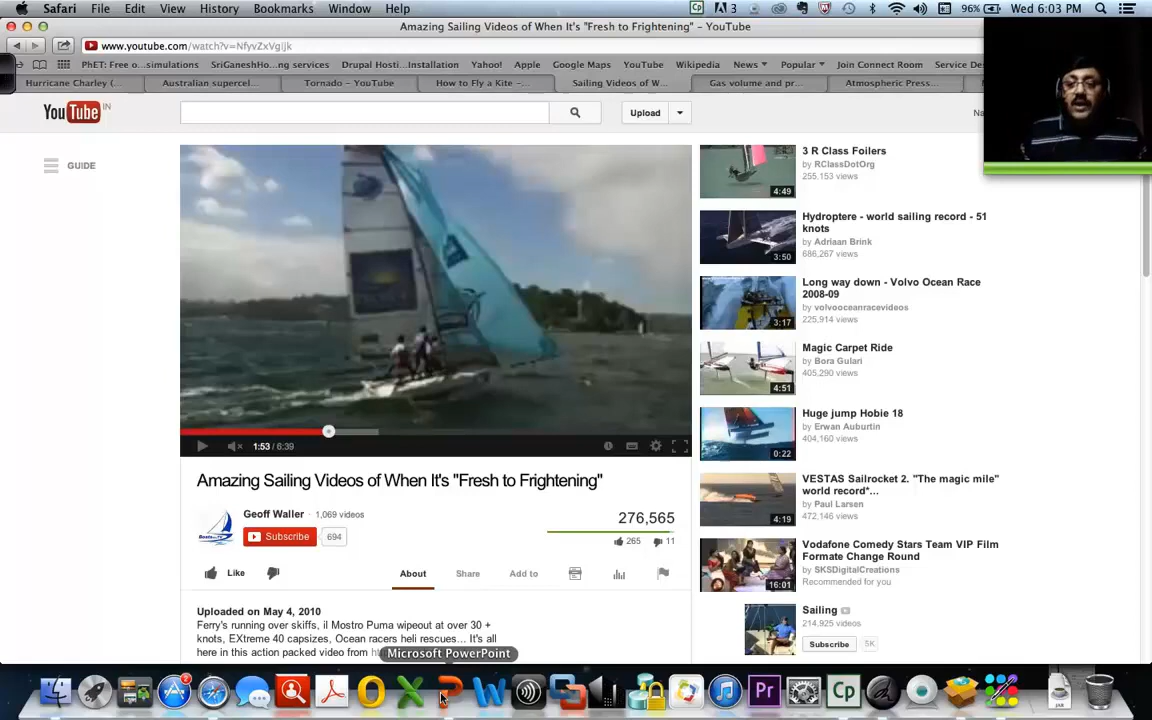 Safari File Edit View History Bookmarks Window Help 3 96% Wed 6:03 PM
Amazing Sailing Videos of When It's "Fresh to Frightening" – YouTube
www.youtube.com/watch?v=NfyvZxVgijk
PhET: Free o...simulations SriGaneshHo...ng services Drupal Hosti...Installation Yahoo! Apple Google Maps YouTube Wikipedia News Popular Join Connect Room Service Des
Hurricane Charley ( Australian supercel... Tornado – YouTube How to Fly a Kite –... Sailing Videos of W... Gas volume and pr... Atmospheric Press...
YouTube IN
Upload
GUIDE
3 R Class Foilers
by RClassDotOrg
255,153 views
4:49
Hydroptere - world sailing record - 51
knots
by Adriaan Brink
686,267 views
3:50
Long way down - Volvo Ocean Race
2008-09
by volvooceanracevideos
225,914 views
3:17
Magic Carpet Ride
by Bora Gulari
405,290 views
4:51
Huge jump Hobie 18
by Erwan Auburtin
404,160 views
0:22
1:53 / 6:39
Amazing Sailing Videos of When It's "Fresh to Frightening"
Geoff Waller · 1,069 videos
Subscribe 694
276,565
265 11
Like
About Share Add to
Uploaded on May 4, 2010
Ferry's running over skiffs, il Mostro Puma wipeout at over 30 +
knots, EXtreme 40 capsizes, Ocean racers heli rescues... It's all
here in this action packed video from
VESTAS Sailrocket 2. "The magic mile"
world record*...
by Paul Larsen
472,146 views
4:19
Vodafone Comedy Stars Team VIP Film
Formate Change Round
by SKSDigitalCreations
Recommended for you
16:01
Sailing
214,925 videos
Subscribe 5K
Microsoft PowerPoint
Pr
Cp